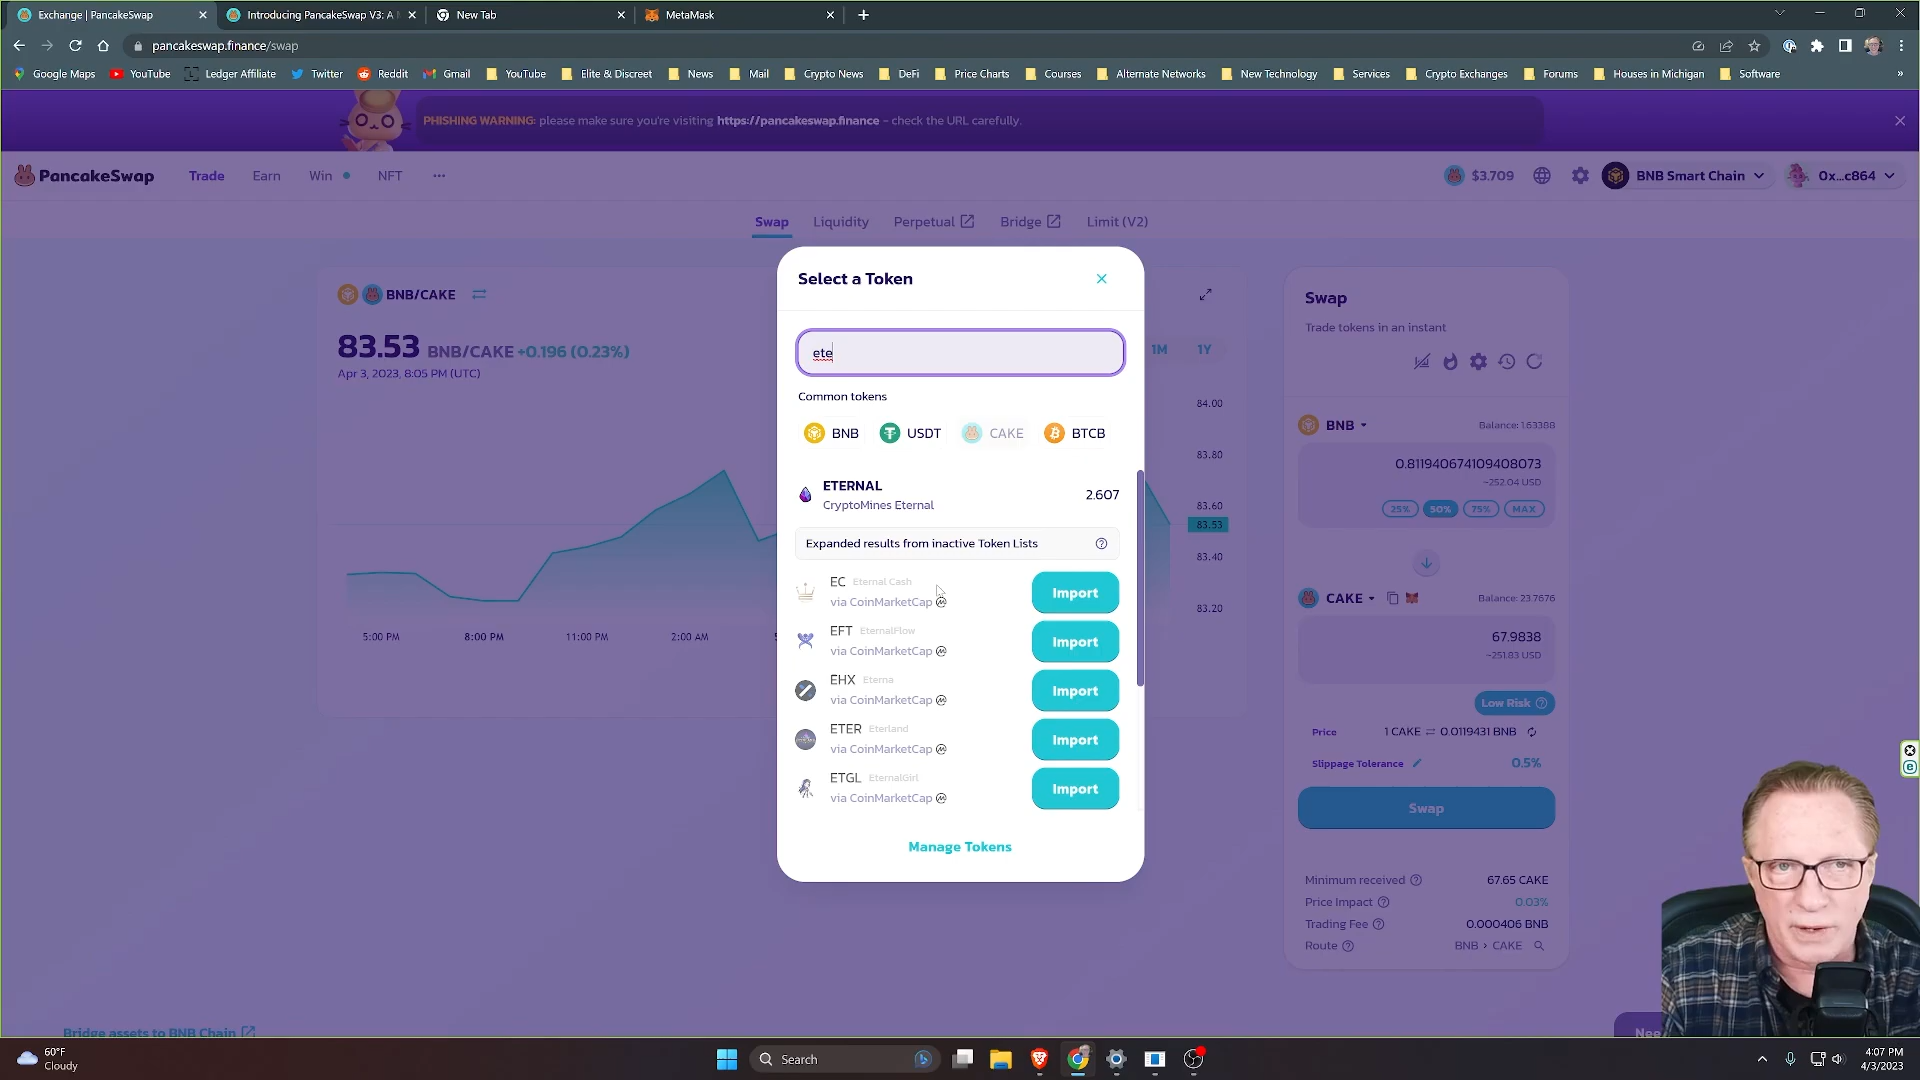 Exchange | PancakeSwap
Introducing PancakeSwap V3: A
New Tab
MetaMask
pancakeswap.finance/swap
Google Maps
YouTube
Ledger Affiliate
Twitter
Reddit
Gmail
YouTube
Elite & Discreet
News
Mail
Crypto News
DeFi
Price Charts
Courses
Alternate Networks
New Technology
Services
Crypto Exchanges
Forums
Houses in Michigan
Software
»
PHISHING WARNING: please make sure you're visiting https://pancakeswap.finance - check the URL carefully.
PancakeSwap
Trade
Earn
Win
NFT
$3.709
BNB Smart Chain
0x...c864
Swap
Liquidity
Perpetual
Bridge
Limit (V2)
BNB/CAKE
83.53 BNB/CAKE +0.196 (0.23%)
Apr 3, 2023, 8:05 PM (UTC)
1M
1Y
84.00
83.80
83.60
83.53
83.40
83.20
5:00 PM
8:00 PM
11:00 PM
2:00 AM
Select a Token
ete
Common tokens
BNB
USDT
CAKE
BTCB
ETERNAL
CryptoMines Eternal
2.607
Expanded results from inactive Token Lists
EC Eternal Cash
via CoinMarketCap
Import
EFT EternalFlow
via CoinMarketCap
Import
EHX Eterna
via CoinMarketCap
Import
ETER Eterland
via CoinMarketCap
Import
ETGL EternalGirl
via CoinMarketCap
Import
Manage Tokens
Swap
Trade tokens in an instant
BNB
Balance: 1.63388
0.811940674109408073
~252.04 USD
25%
50%
75%
MAX
CAKE
Balance: 23.7676
67.9838
~251.83 USD
Low Risk
Price
1 CAKE ⇌ 0.0119431 BNB
Slippage Tolerance
0.5%
Swap
Minimum received
67.65 CAKE
Price Impact
0.03%
Trading Fee
0.000406 BNB
Route
BNB > CAKE
Bridge assets to BNB Chain
Nee
60°F
Cloudy
Search
4:07 PM
4/3/2023